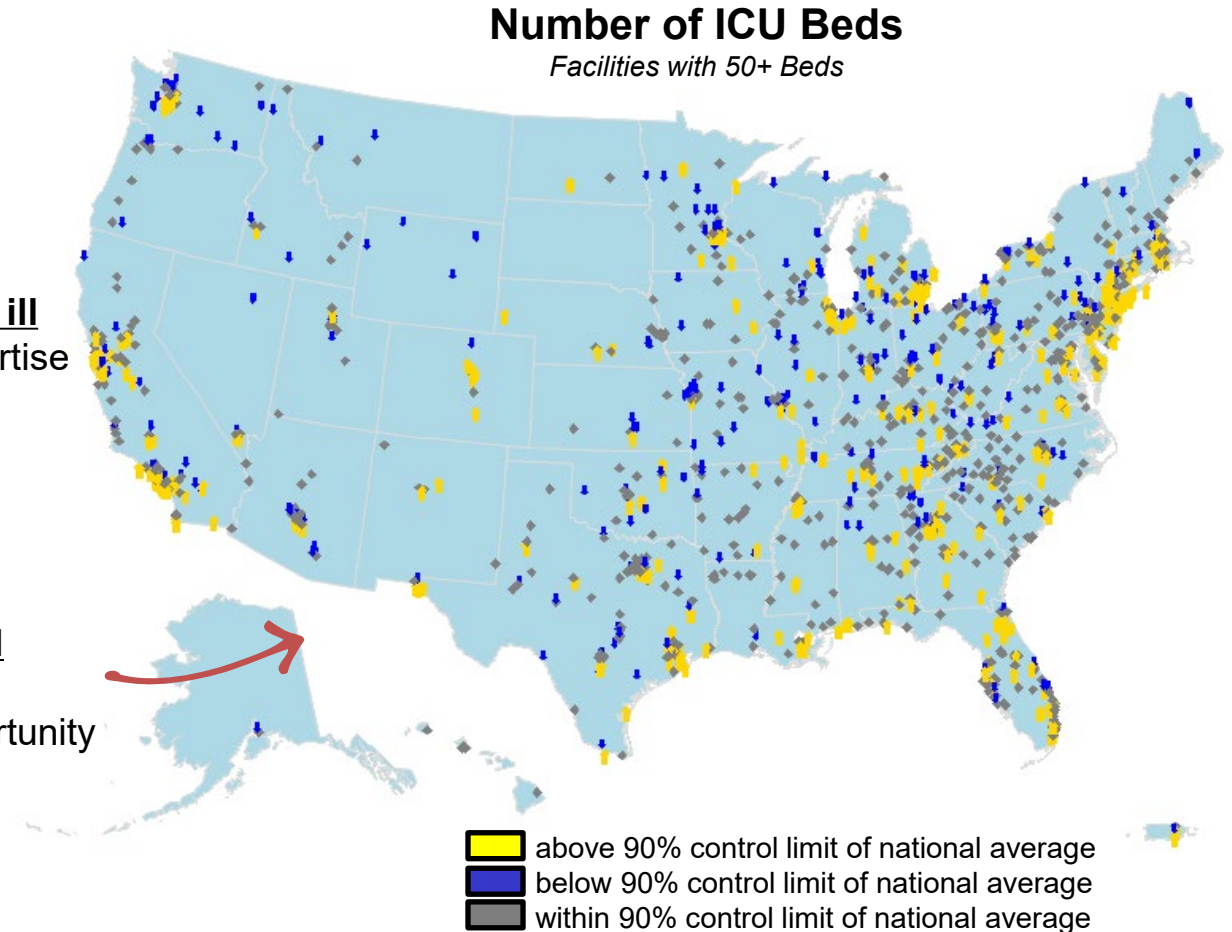 Number of ICU Beds
Facilities with 50+ Beds
ill
rtise
rtunity
above 90% control limit of national average
below 90% control limit of national average
within 90% control limit of national average